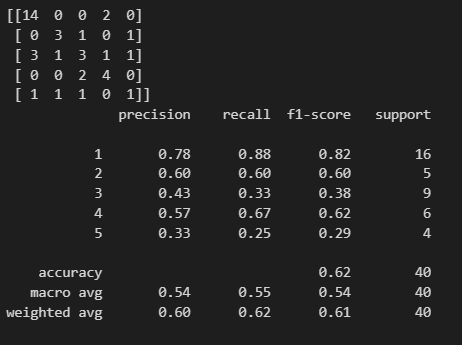 [[14  0  0  2  0]
 [ 0  3  1  0  1]
 [ 3  1  3  1  1]
 [ 0  0  2  4  0]
 [ 1  1  1  0  1]]
              precision    recall  f1-score   support

           1       0.78      0.88      0.82        16
           2       0.60      0.60      0.60         5
           3       0.43      0.33      0.38         9
           4       0.57      0.67      0.62         6
           5       0.33      0.25      0.29         4

    accuracy                           0.62        40
   macro avg       0.54      0.55      0.54        40
weighted avg       0.60      0.62      0.61        40